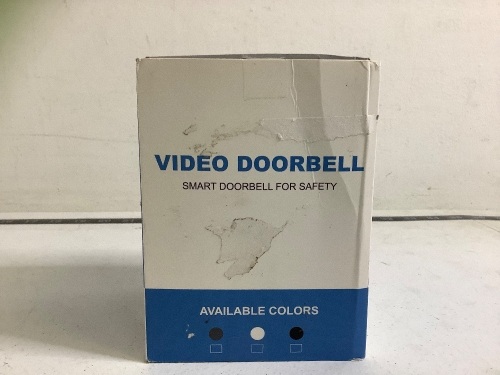 VIDEO DOORBELL
SMART DOORBELL FOR SAFETY
AVAILABLE COLORS